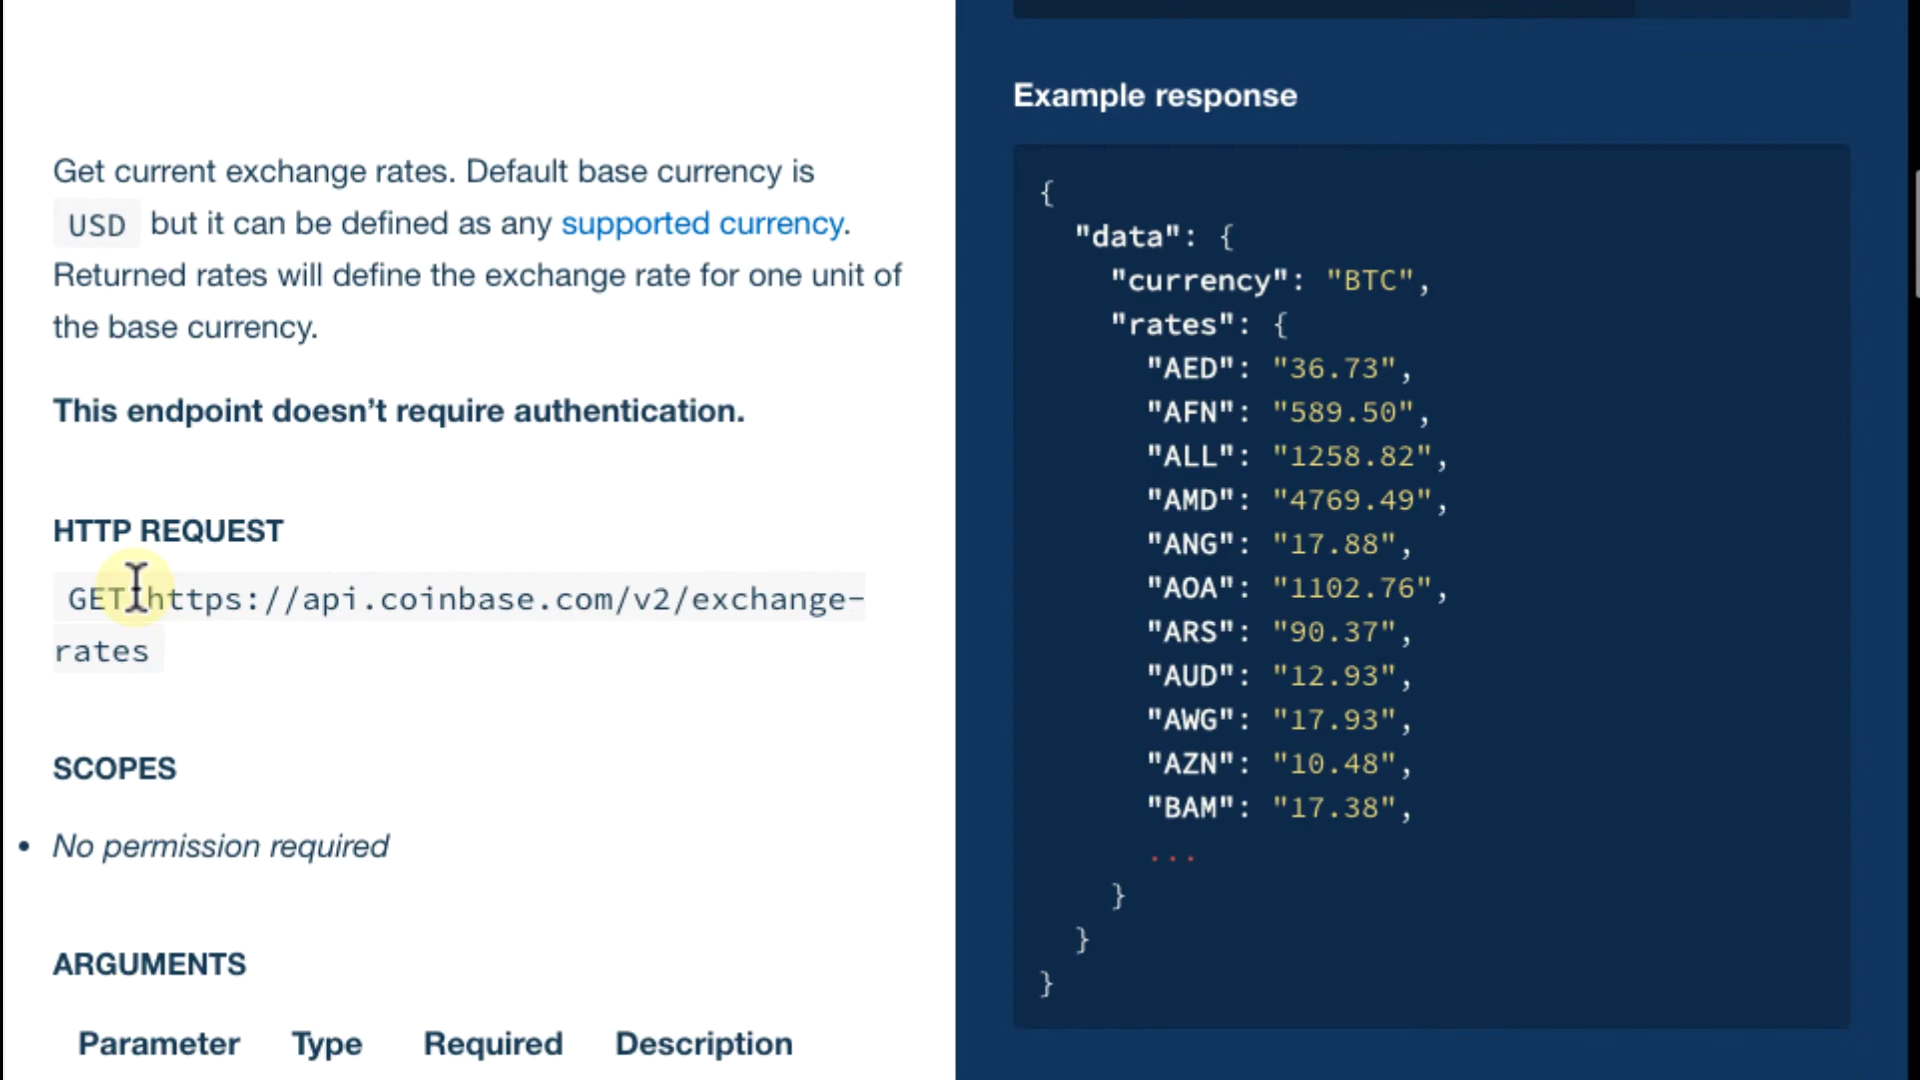 Get current exchange rates. Default base currency is
USD but it can be defined as any supported currency.
Returned rates will define the exchange rate for one unit of
the base currency.
This endpoint doesn’t require authentication.
HTTP REQUEST
GET https://api.coinbase.com/v2/exchange-
rates
SCOPES
• No permission required
ARGUMENTS
Parameter Type Required Description
Example response
{
"data": {
"currency": "BTC",
"rates": {
"AED": "36.73",
"AFN": "589.50",
"ALL": "1258.82",
"AMD": "4769.49",
"ANG": "17.88",
"AOA": "1102.76",
"ARS": "90.37",
"AUD": "12.93",
"AWG": "17.93",
"AZN": "10.48",
"BAM": "17.38",
...
}
}
}